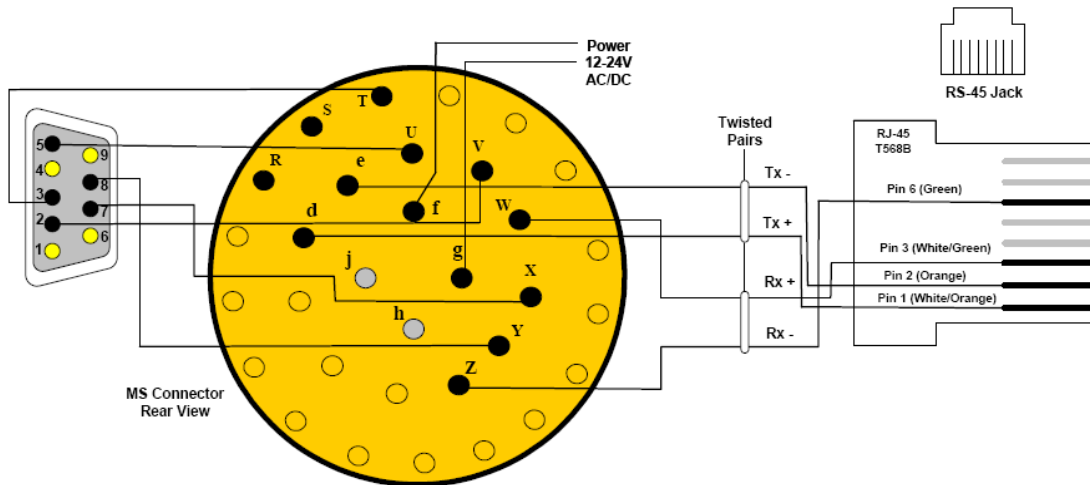 Power
12-24V
AC/DC
RS-45 Jack
T
S
U
R
e
V
d
f
W
j
g
X
h
Y
Z
5
9
4
8
3
7
2
6
1
MS Connector
Rear View
Twisted
Pairs
Tx -
Tx +
Rx +
Rx -
RJ-45
T568B
Pin 6 (Green)
Pin 3 (White/Green)
Pin 2 (Orange)
Pin 1 (White/Orange)